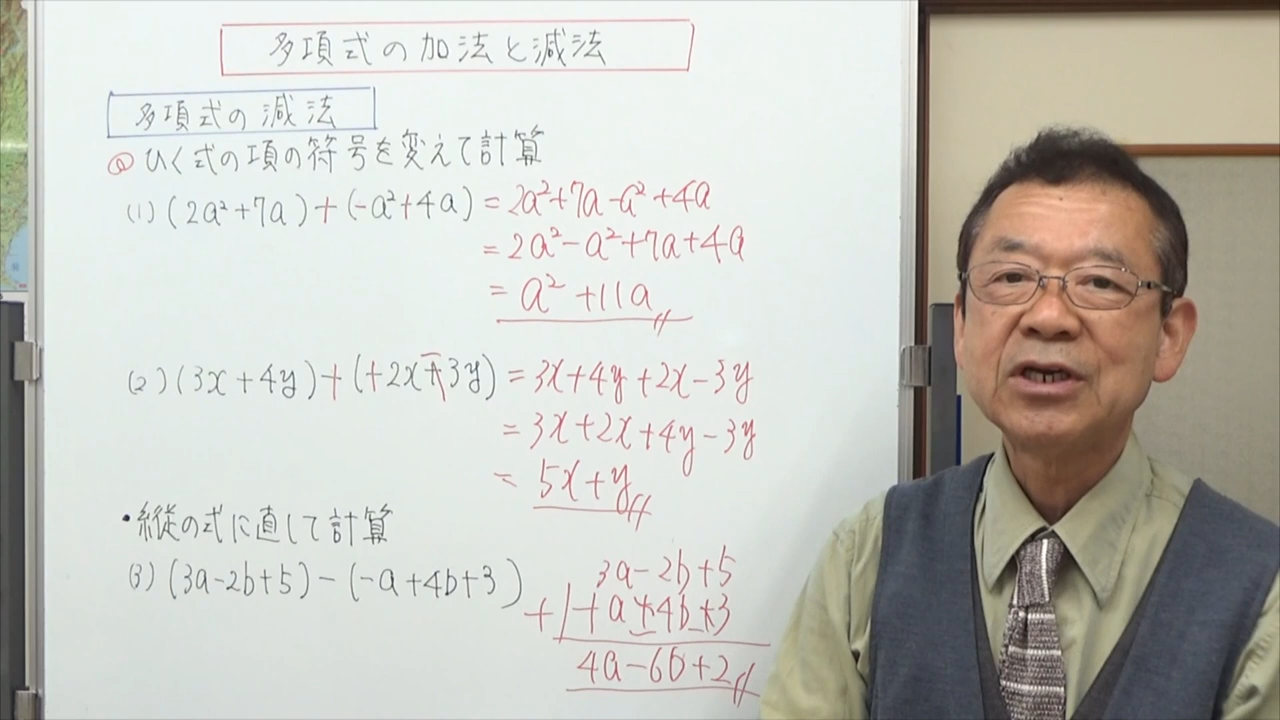 多項式の加法と減法
多項式の減法
ひく式の項の符号を変えて計算
(1) (2a²+7a)+(-a²+4a) = 2a²+7a-a²+4a
= 2a²-a²+7a+4a
= a²+11a
(2) (3x+4y)+(+2x-3y) = 3x+4y+2x-3y
= 3x+2x+4y-3y
= 5x+y
・縦の式に直して計算
(3) (3a-2b+5)-(-a+4b+3)
3a-2b+5
+) +a-4b-3
4a-6b+2